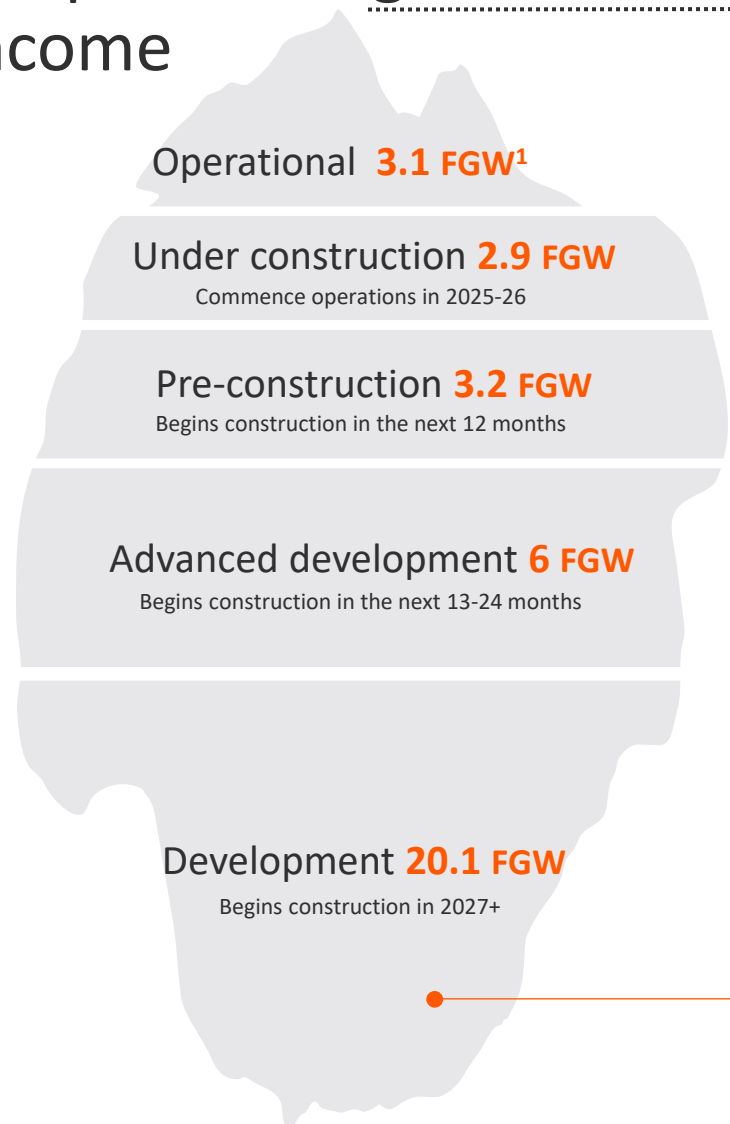 Operational 3.1 FGW¹
Under construction 2.9 FGW
Commence operations in 2025-26
Pre-construction 3.2 FGW
Begins construction in the next 12 months
Advanced development 6 FGW
Begins construction in the next 13-24 months
Development 20.1 FGW
Begins construction in 2027+